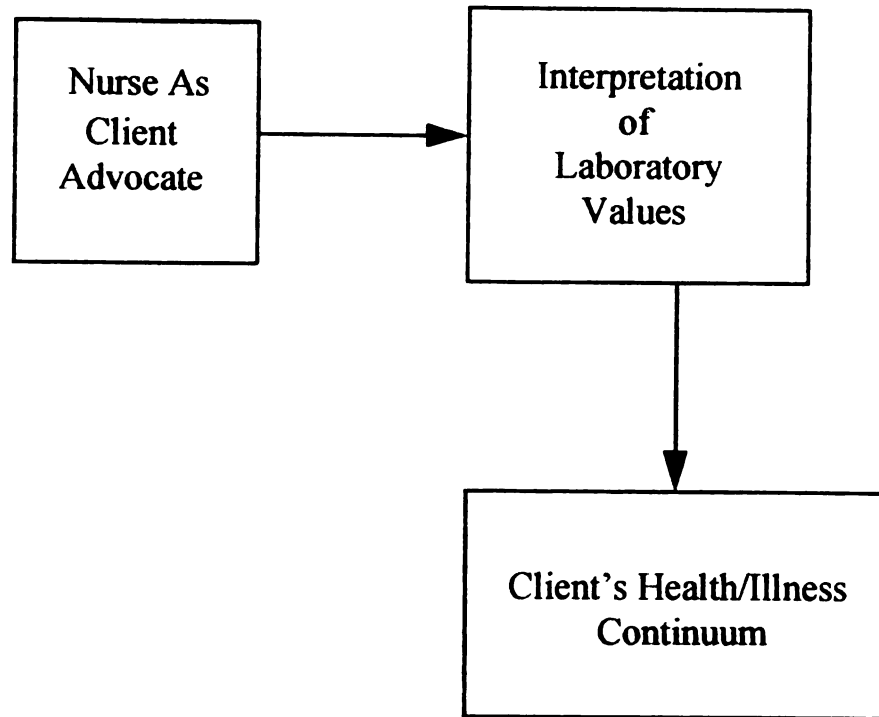 Nurse As
Client
Advocate
Interpretation
of
Laboratory
Values
Client's Health/Illness
Continuum